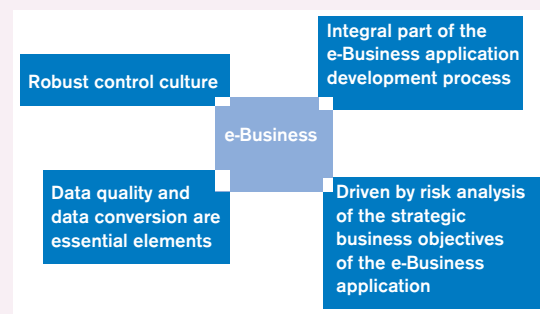 Robust control culture
Integral part of the
e-Business application
development process
e-Business
Data quality and
data conversion are
essential elements
Driven by risk analysis
of the strategic
business objectives
of the e-Business
application